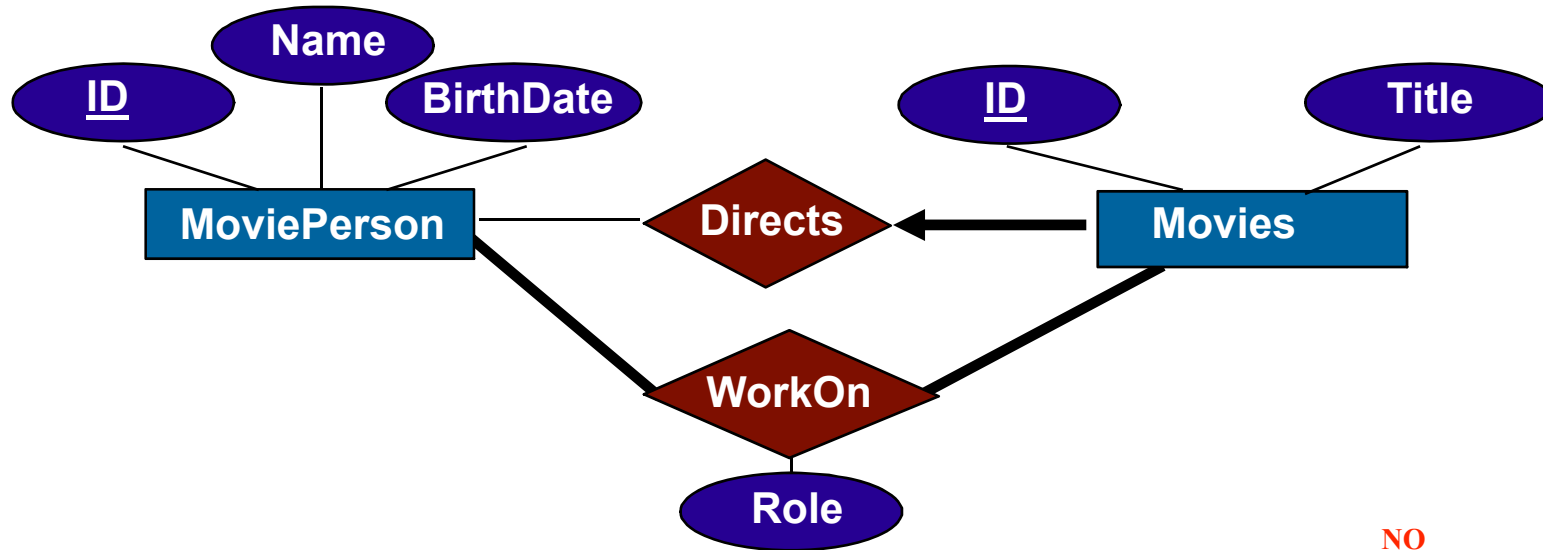 Name
ID
BirthDate
ID
Title
MoviePerson
Directs
Movies
WorkOn
Role
NO